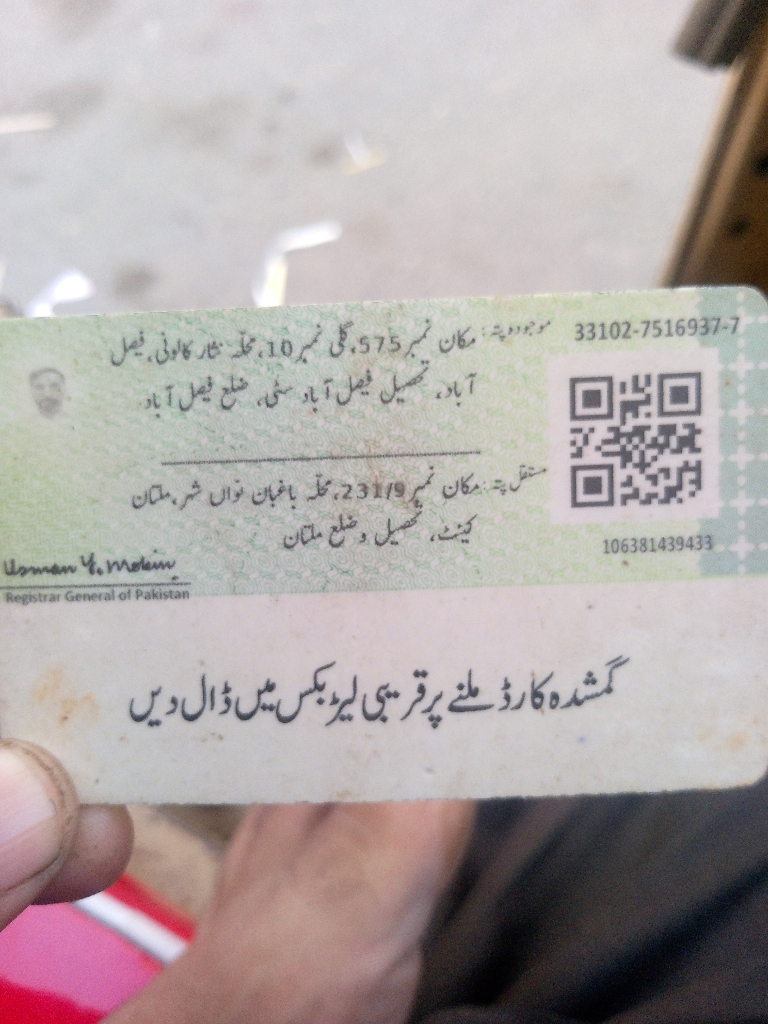 33102-7516937-7
موجودہ پتہ: مکان نمبر 575، گلی نمبر 10، محلہ نثار کالونی، فیصل
آباد، تحصیل فیصل آباد سٹی، ضلع فیصل آباد
مستقل پتہ: مکان نمبر 231/9، محلہ باغبان نواں شہر، ملتان
کینٹ، تحصیل و ضلع ملتان
106381439433
Usman Y. Mobin
Registrar General of Pakistan
گمشدہ کارڈ ملنے پر قریبی لیٹر بکس میں ڈال دیں